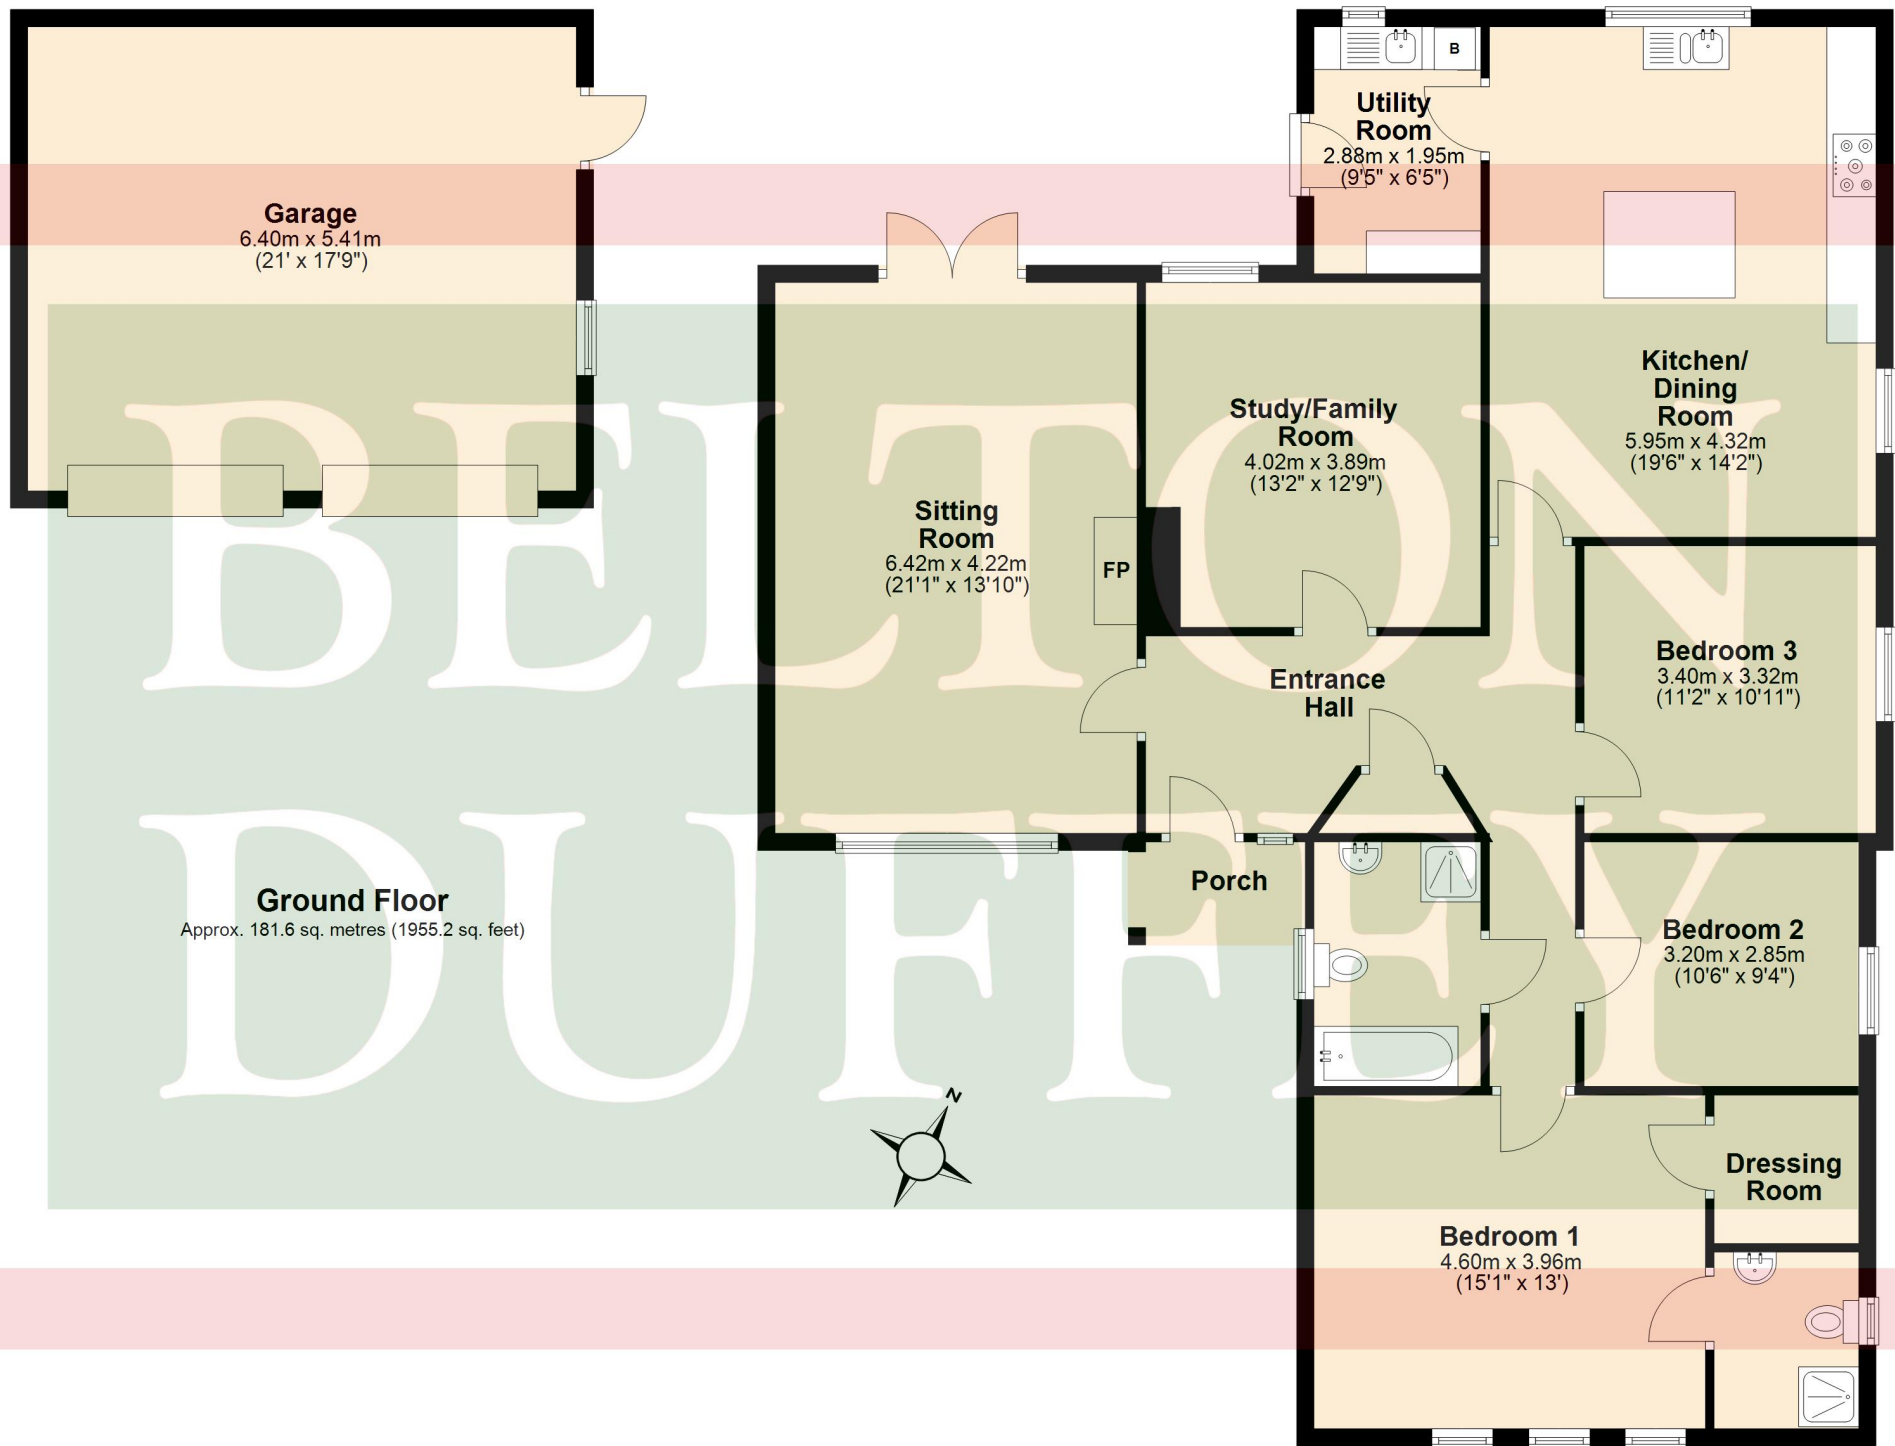 B
Utility
Room
2.88m x 1.95m
(9'5" x 6'5")
Garage
6.40m x 5.41m
(21' x 17'9")
Kitchen/
Dining
Room
5.95m x 4.32m
(19'6" x 14'2")
Study/Family
Room
4.02m x 3.89m
(13'2" x 12'9")
Sitting
Room
6.42m x 4.22m
(21'1" x 13'10")
FP
BELTON
Entrance
Hall
Bedroom 3
3.40m x 3.32m
(11'2" x 10'11")
Porch
Ground Floor
Approx. 181.6 sq. metres (1955.2 sq. feet)
Bedroom 2
3.20m x 2.85m
(10'6" x 9'4")
DUFFEY
N
Dressing
Room
Bedroom 1
4.60m x 3.96m
(15'1" x 13')